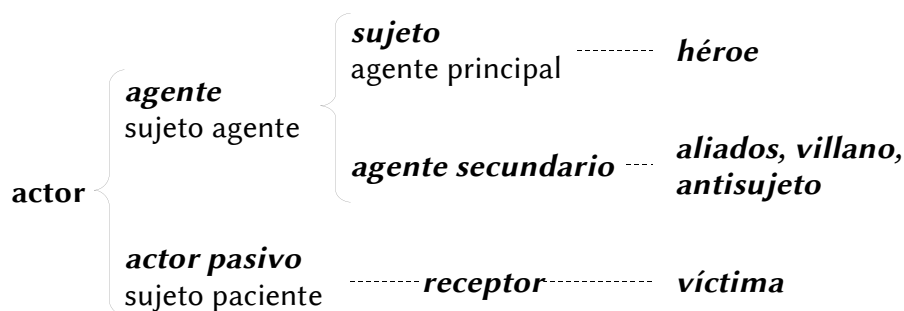 sujeto
agente principal
héroe
agente
sujeto agente
agente secundario
aliados, villano,
antisujeto
actor
actor pasivo
sujeto paciente
receptor
víctima